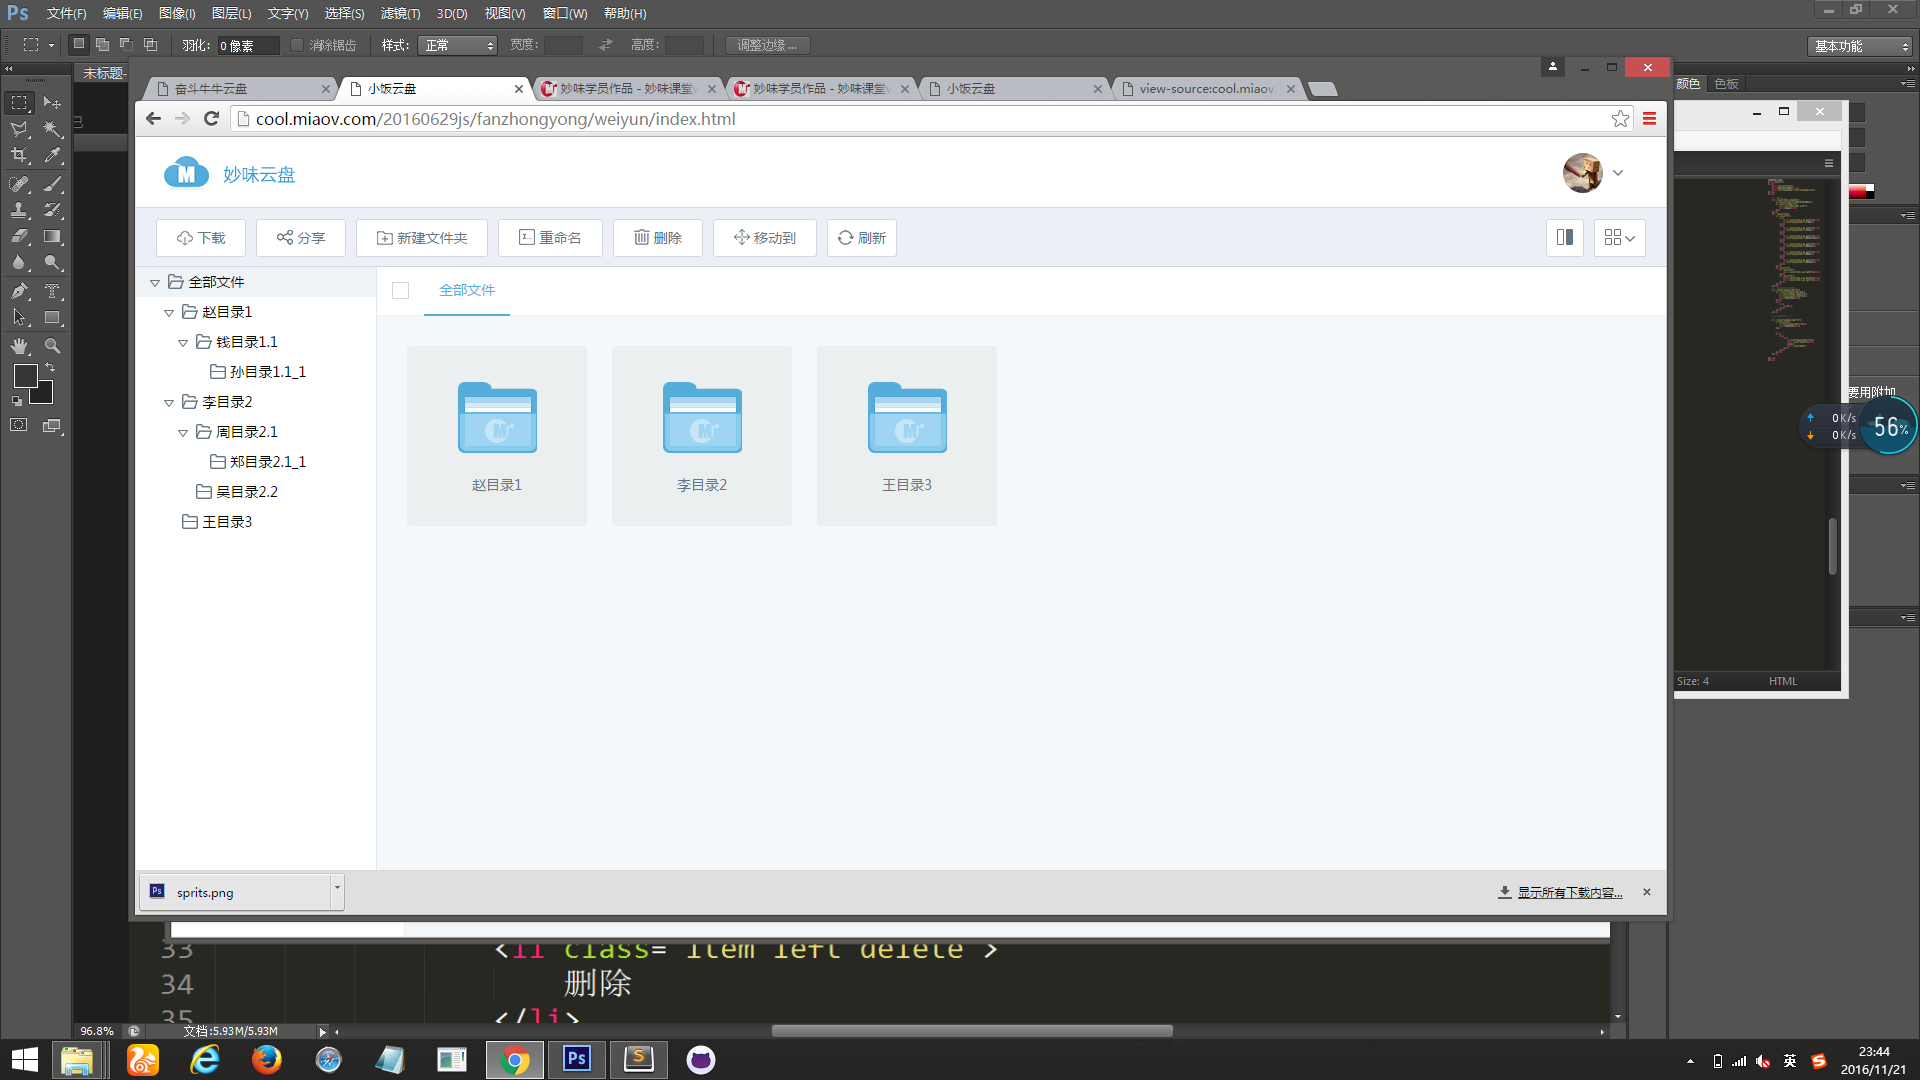 Ps 文件(F) 编辑(E) 图像(I) 图层(L) 文字(Y) 选择(S) 滤镜(T) 3D(D) 视图(V) 窗口(W) 帮助(H)
羽化: 0 像素 消除锯齿 样式: 正常 宽度: 高度: 调整边缘... 基本功能
未标题-
颜色 色板
奋斗牛牛云盘
小饭云盘
妙味学员作品 - 妙味课堂
妙味学员作品 - 妙味课堂
小饭云盘
view-source:cool.miaov.
cool.miaov.com/20160629js/fanzhongyong/weiyun/index.html
M 妙味云盘
下载 分享 新建文件夹 重命名 删除 移动到 刷新
全部文件
赵目录1
钱目录1.1
孙目录1.1_1
李目录2
周目录2.1
郑目录2.1_1
吴目录2.2
王目录3
全部文件
赵目录1 李目录2 王目录3
要用附加
0K/s
0K/s
56%
Size: 4 HTML
Ps sprits.png
显示所有下载内容...
33 <li class= item left delete >
34 删除
35 </li>
96.8% 文档:5.93M/5.93M
Ps
S
英
S
23:44
2016/11/21